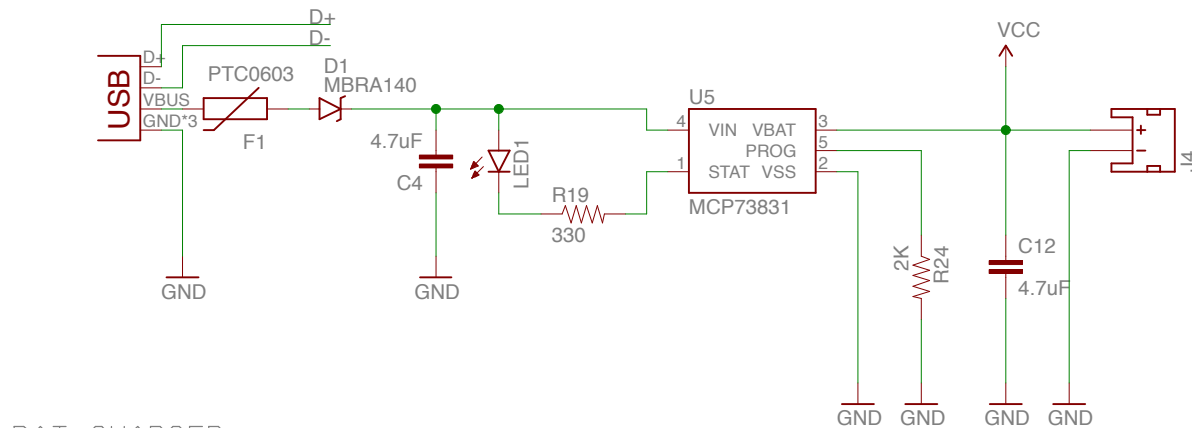 D+
D-
USB
D+
D-
VBUS
GND*3
PTC0603
F1
D1
MBRA140
4.7uF
C4
LED1
R19
330
U5
4
1
VIN VBAT
PROG
STAT VSS
3
5
2
MCP73831
VCC
+
-
J4
2K
R24
C12
4.7uF
GND
GND
GND
GND
GND
GND